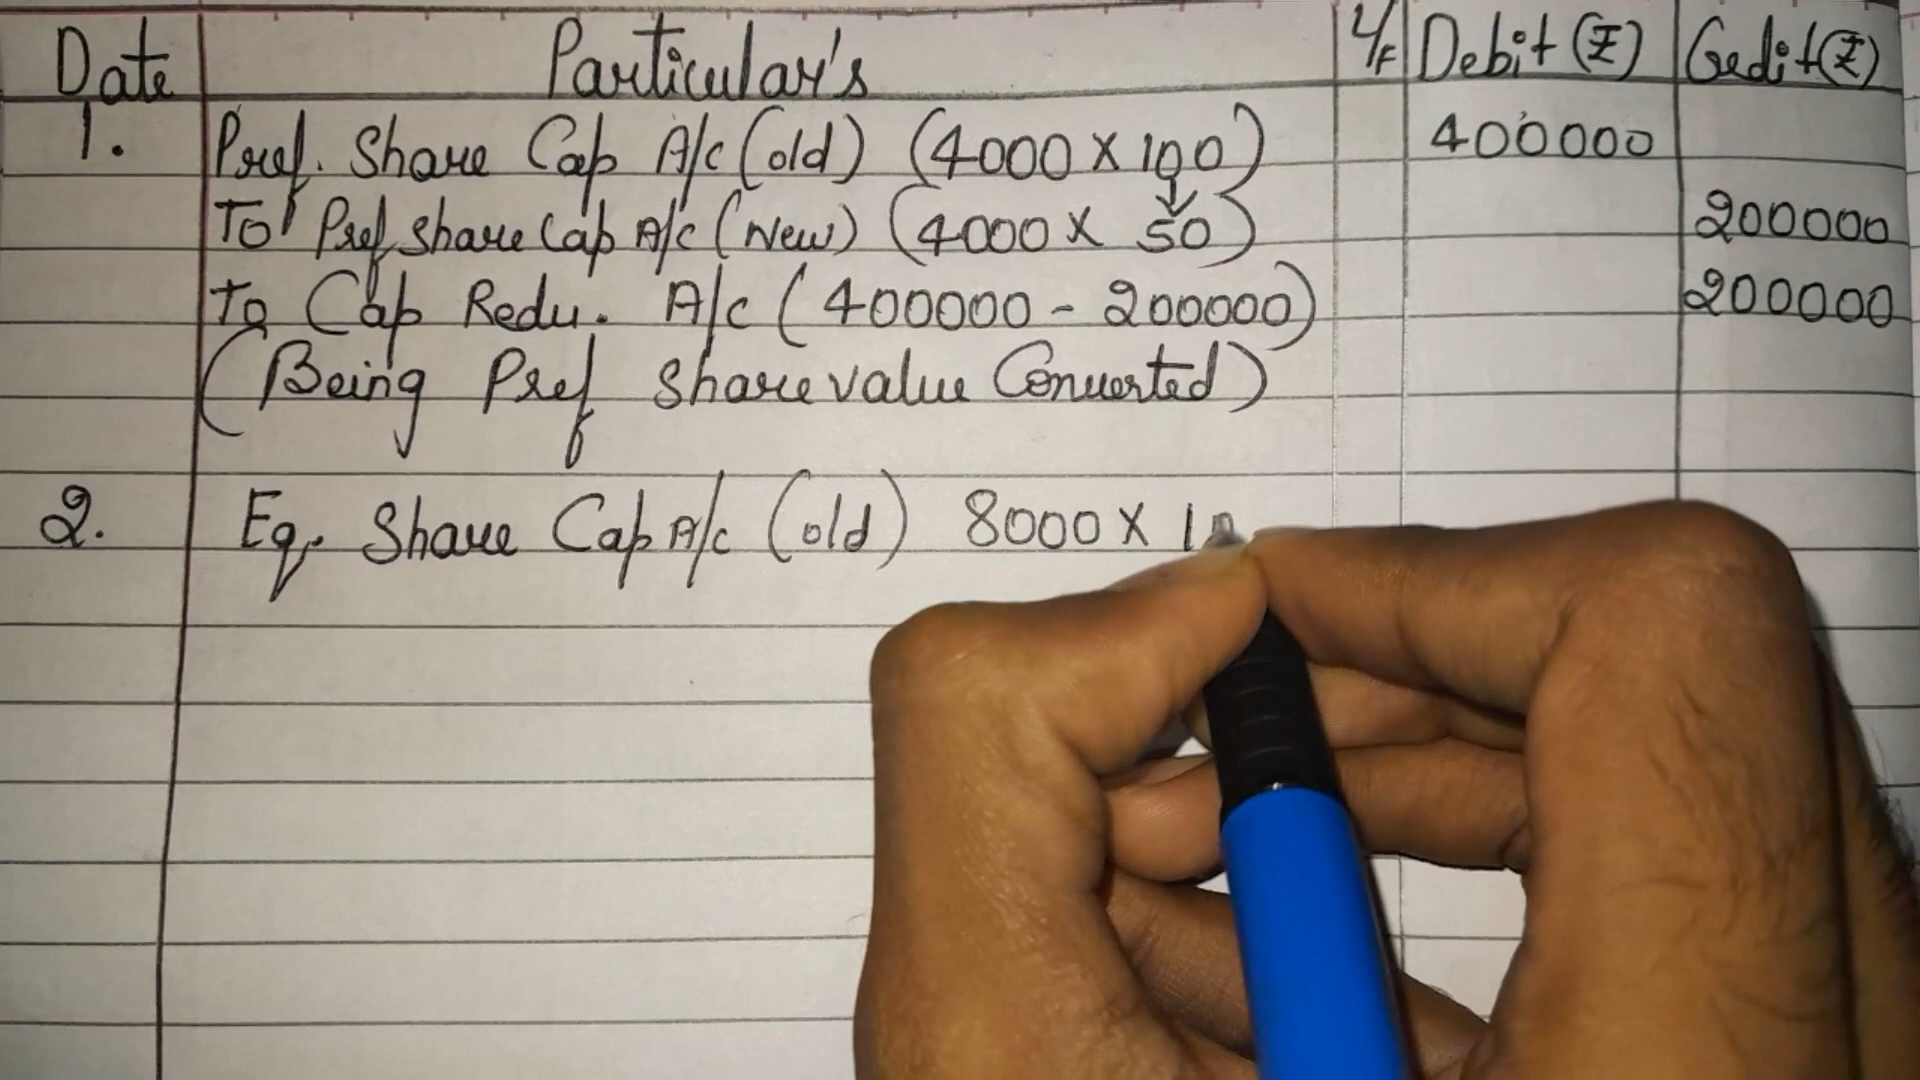 Date Particular's L/F Debit (₹) Credit (₹)
1. Pref. Share Cap A/c (old) (4000 X 100) 400000
To Pref share Cap A/c (New) (4000 X 50) 200000
To Cap Redu. A/c (400000 - 200000) 200000
(Being Pref share value Converted)
2. Eq. Share Cap A/c (old) 8000 X 10